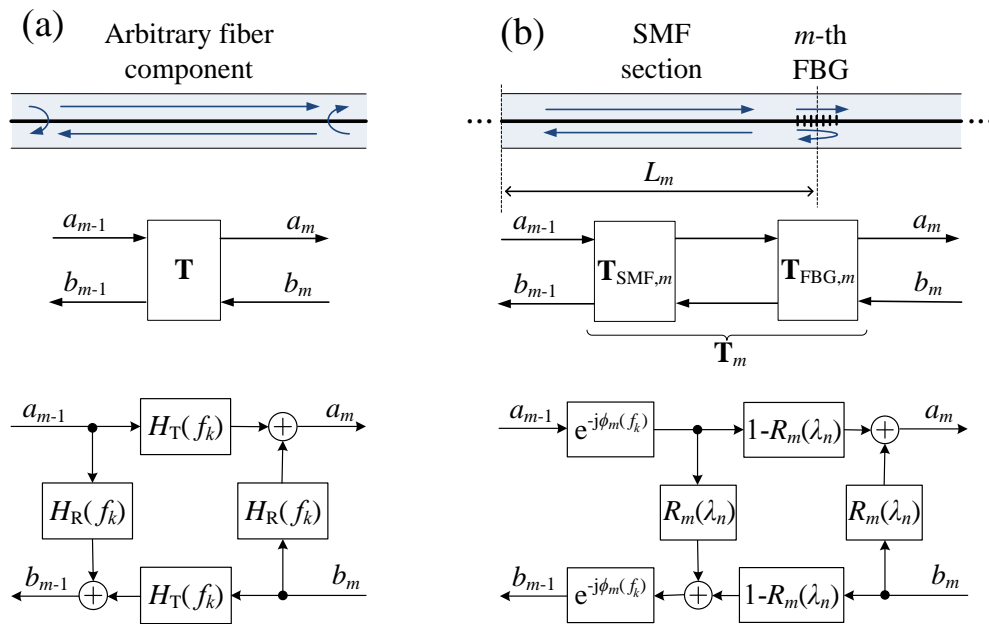 (a)
Arbitrary fiber
component
a_{m-1}
a_m
T
b_{m-1}
b_m
a_{m-1}
H_T(f_k)
a_m
H_R(f_k)
H_R(f_k)
b_{m-1}
H_T(f_k)
b_m
(b)
SMF
section
m-th
FBG
...
...
L_m
a_{m-1}
a_m
T_{SMF,m}
T_{FBG,m}
b_{m-1}
b_m
T_m
a_{m-1}
e^{-jϕ_m(f_k)}
1-R_m(λ_n)
a_m
R_m(λ_n)
R_m(λ_n)
b_{m-1}
e^{-jϕ_m(f_k)}
1-R_m(λ_n)
b_m